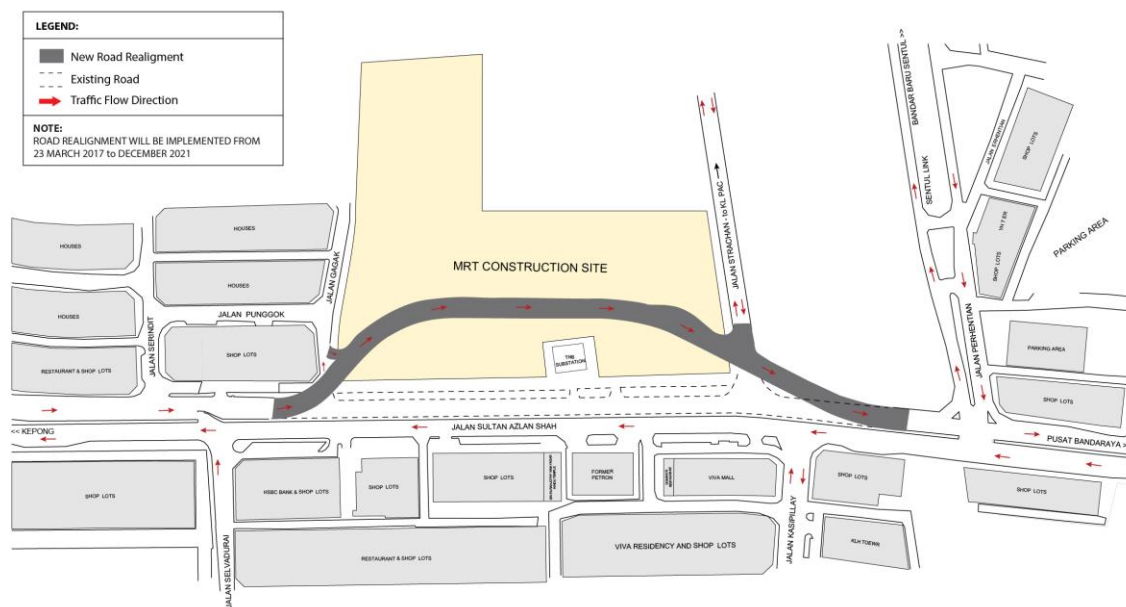 LEGEND:
New Road Realigment
Existing Road
Traffic Flow Direction
NOTE:
ROAD REALIGNMENT WILL BE IMPLEMENTED FROM
23 MARCH 2017 to DECEMBER 2021
HOUSES
HOUSES
HOUSES
HOUSES
JALAN PUNGGOK
JALAN SERINDIT
JALAN GAGAK
SHOP LOTS
RESTAURANT & SHOP LOTS
MRT CONSTRUCTION SITE
TNB
SUBSTATION
JALAN STRACHAN - to KL PAC
BANDAR BARU SENTUL >>
SENTUL LINK
JALAN PERHENTIAN
SHOP LOTS
SHOP LOTS
PARKING AREA
PARKING AREA
SHOP LOTS
<< KEPONG
JALAN SULTAN AZLAN SHAH
PUSAT BANDARAYA >
SHOP LOTS
JALAN SELVADURAI
HSBC BANK & SHOP LOTS
SHOP LOTS
SHOP LOTS
FORMER
PETRON
VIVA MALL
JALAN KASIPILLAY
SHOP LOTS
SHOP LOTS
RESTAURANT & SHOP LOTS
VIVA RESIDENCY AND SHOP LOTS
KLH TOEWR